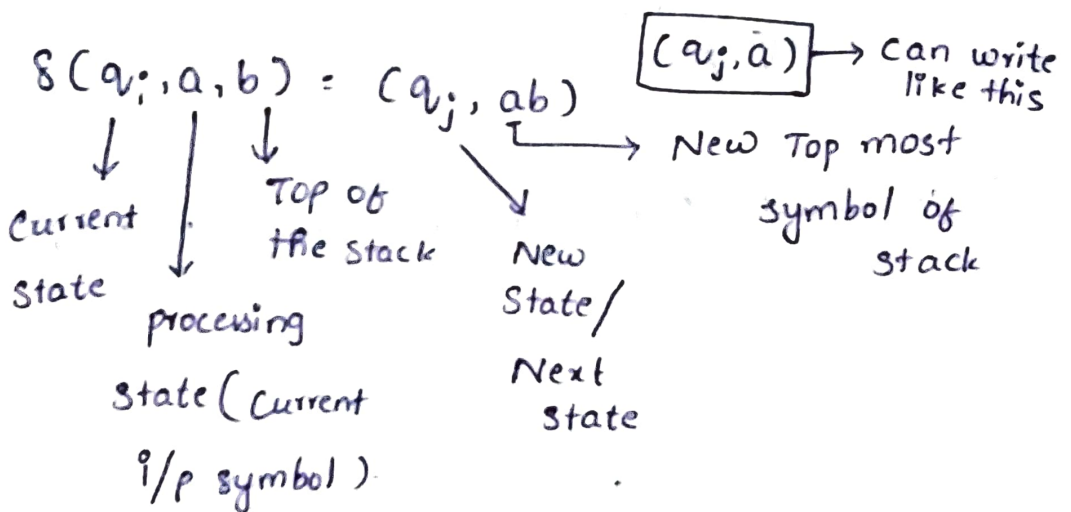 δ(qi, a, b) = (qj, ab)
(qj, a) → can write
like this
↓ Current
state
↓ processing
state (current
i/p symbol)
↓ Top of
the stack
New
State/
Next
state
→ New Top most
symbol of
stack